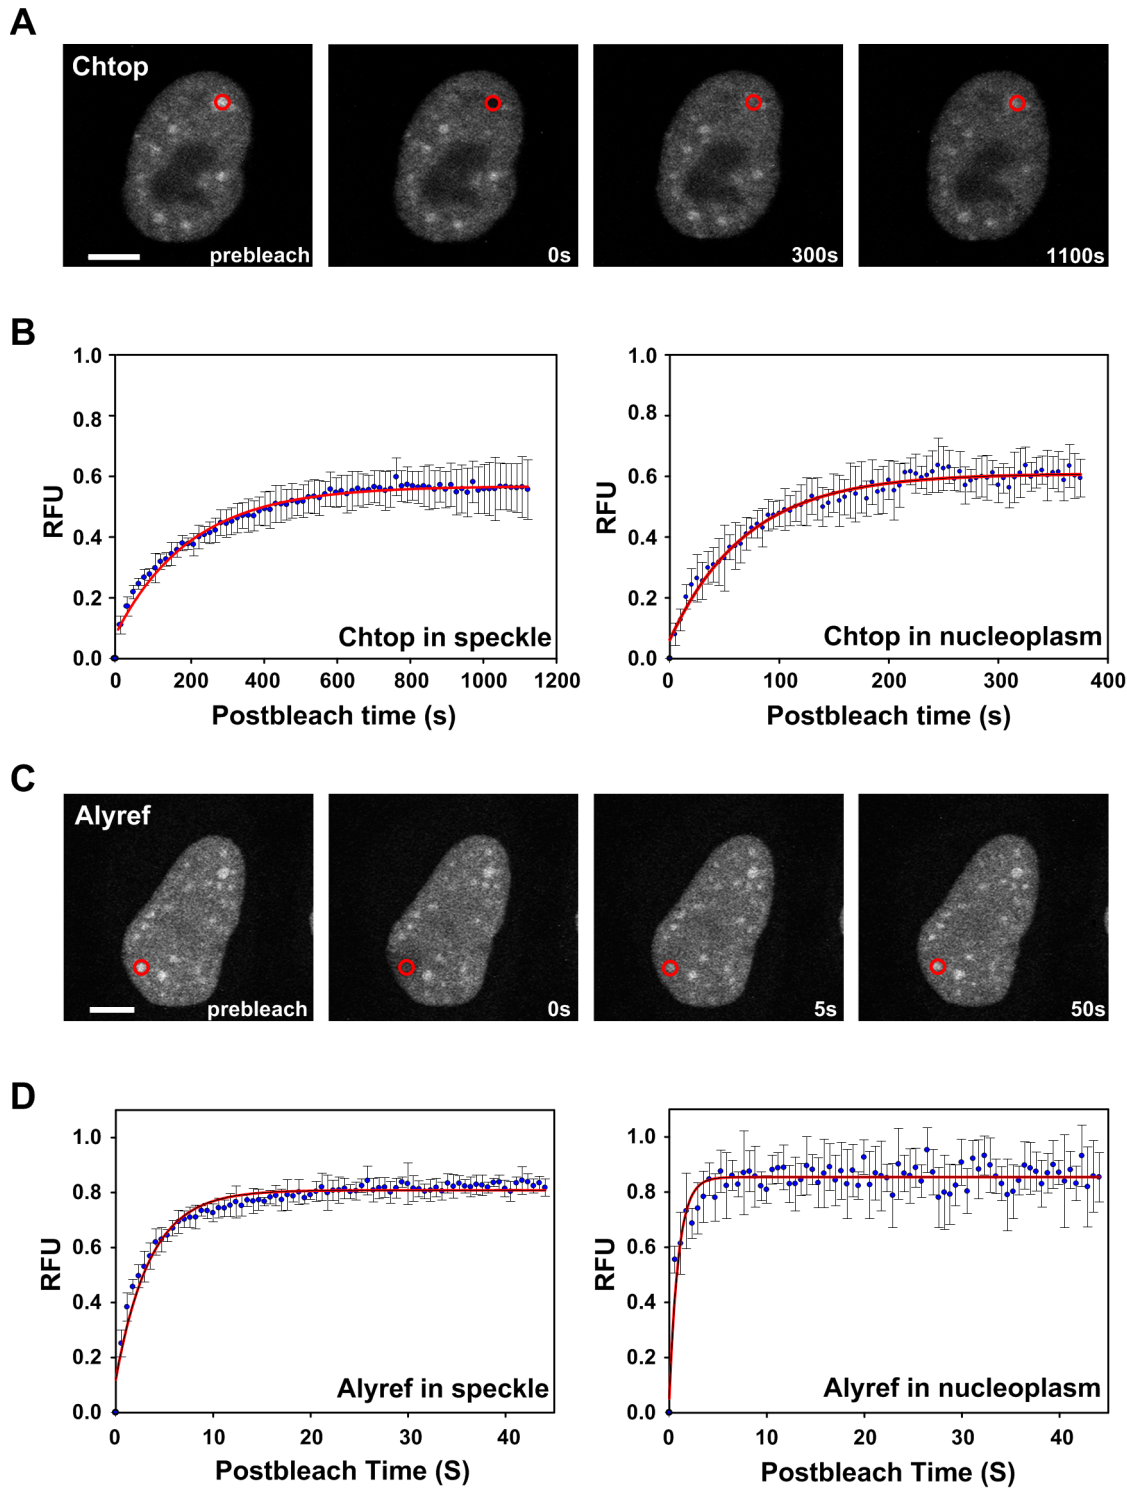 A
Chtop
prebleach
0s
300s
1100s
B
1.0
0.8
0.6
0.4
0.2
0.0
RFU
Chtop in speckle
0 200 400 600 800 1000 1200
Postbleach time (s)
1.0
0.8
0.6
0.4
0.2
0.0
RFU
Chtop in nucleoplasm
0 100 200 300 400
Postbleach time (s)
C
Alyref
prebleach
0s
5s
50s
D
1.0
0.8
0.6
0.4
0.2
0.0
RFU
Alyref in speckle
0 10 20 30 40
Postbleach Time (S)
1.0
0.8
0.6
0.4
0.2
0.0
RFU
Alyref in nucleoplasm
0 10 20 30 40
Postbleach Time (S)